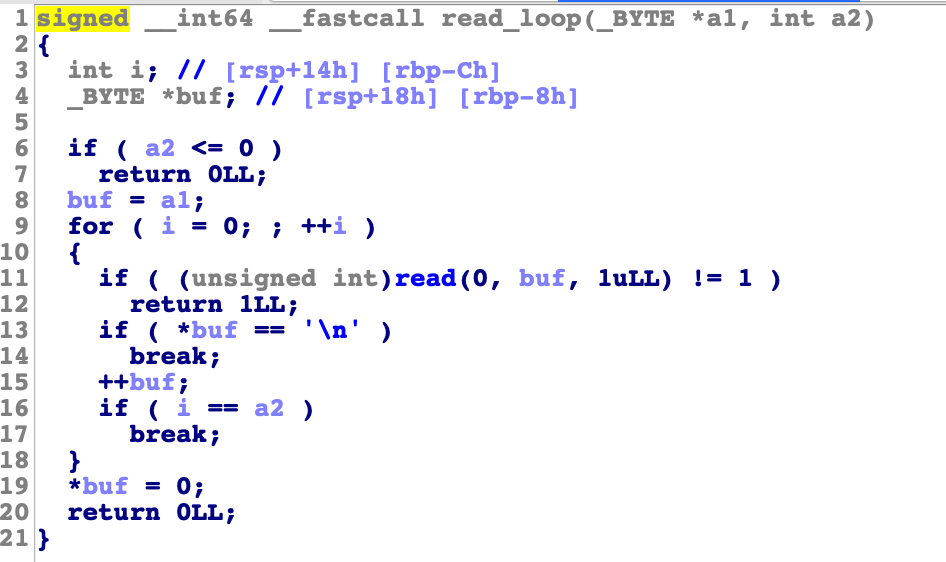 1 signed __int64 __fastcall read_loop(_BYTE *a1, int a2)
2 {
3 int i; // [rsp+14h] [rbp-Ch]
4 _BYTE *buf; // [rsp+18h] [rbp-8h]
5
6 if ( a2 <= 0 )
7 return 0LL;
8 buf = a1;
9 for ( i = 0; ; ++i )
10 {
11 if ( (unsigned int)read(0, buf, 1uLL) != 1 )
12 return 1LL;
13 if ( *buf == '\n' )
14 break;
15 ++buf;
16 if ( i == a2 )
17 break;
18 }
19 *buf = 0;
20 return 0LL;
21 }